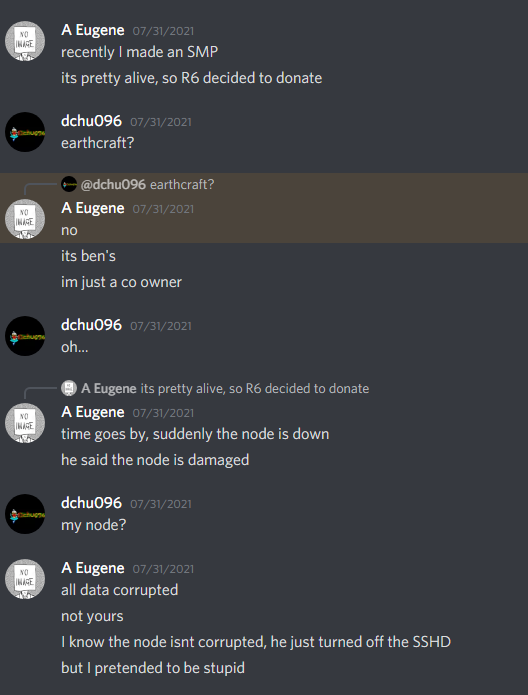 A Eugene 07/31/2021
recently I made an SMP
its pretty alive, so R6 decided to donate
dchu096 07/31/2021
earthcraft?
@dchu096 earthcraft?
A Eugene 07/31/2021
no
its ben's
im just a co owner
dchu096 07/31/2021
oh...
A Eugene its pretty alive, so R6 decided to donate
A Eugene 07/31/2021
time goes by, suddenly the node is down
he said the node is damaged
dchu096 07/31/2021
my node?
A Eugene 07/31/2021
all data corrupted
not yours
I know the node isnt corrupted, he just turned off the SSHD
but I pretended to be stupid